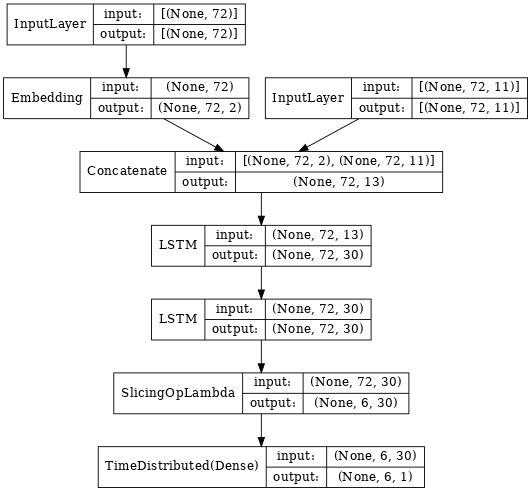 InputLayer input: [(None, 72)]
output: [(None, 72)]
Embedding input: (None, 72)
output: (None, 72, 2)
InputLayer input: [(None, 72, 11)]
output: [(None, 72, 11)]
Concatenate input: [(None, 72, 2), (None, 72, 11)]
output: (None, 72, 13)
LSTM input: (None, 72, 13)
output: (None, 72, 30)
LSTM input: (None, 72, 30)
output: (None, 72, 30)
SlicingOpLambda input: (None, 72, 30)
output: (None, 6, 30)
TimeDistributed(Dense) input: (None, 6, 30)
output: (None, 6, 1)